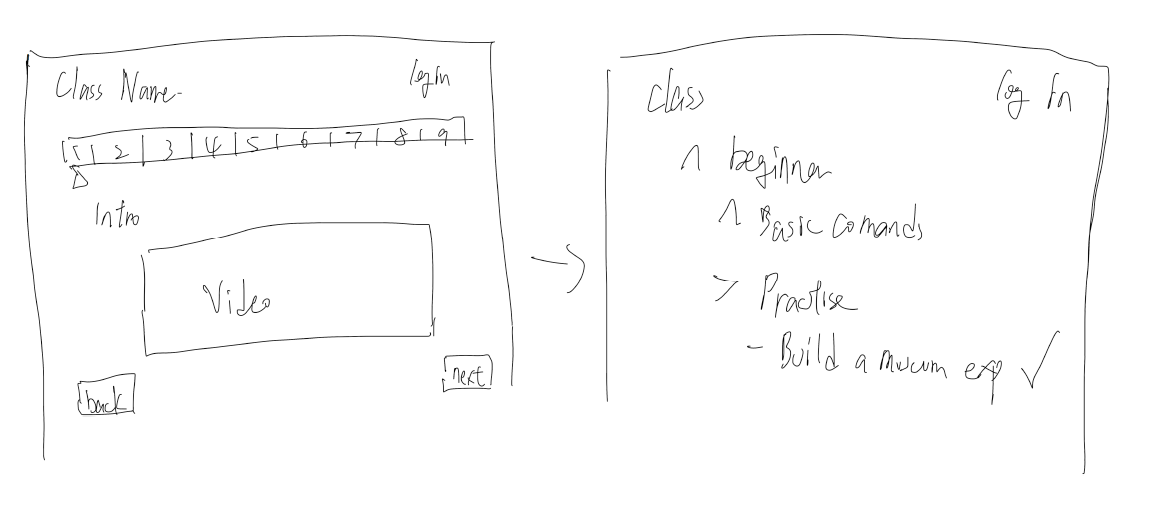 Class Name
login
1 2 3 4 5 6 7 8 9
Intro
Video
back
next
class
log in
beginner
Basic Comands
Practise
- Build a exp ✓